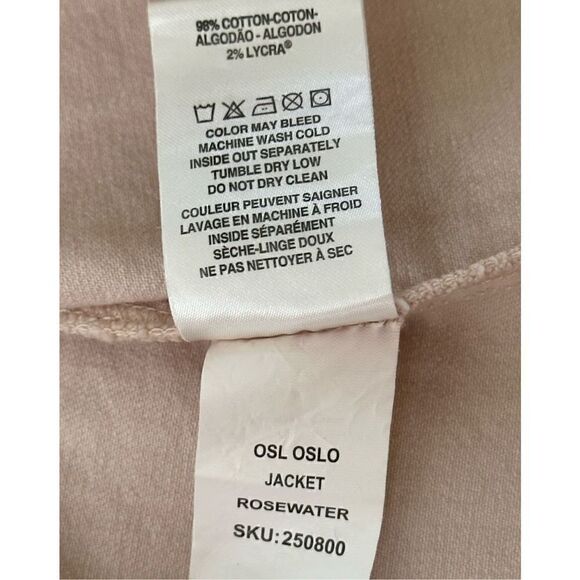 98% COTTON-COTON-
ALGODÃO - ALGODON
2% LYCRA®
COLOR MAY BLEED
MACHINE WASH COLD
INSIDE OUT SEPARATELY
TUMBLE DRY LOW
DO NOT DRY CLEAN
COULEUR PEUVENT SAIGNER
LAVAGE EN MACHINE À FROID
INSIDE SÉPARÉMENT
SÈCHE-LINGE DOUX
NE PAS NETTOYER À SEC
OSL OSLO
JACKET
ROSEWATER
SKU:250800